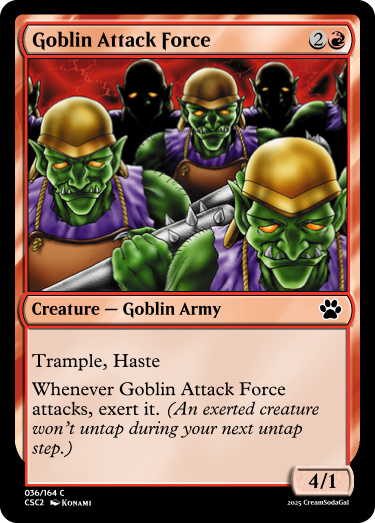 Goblin Attack Force 2
Creature — Goblin Army
Trample, Haste
Whenever Goblin Attack Force
attacks, exert it. (An exerted creature
won't untap during your next untap
step.)
4/1
036/164 C
CSC2 Konami
2025 CreamSodaGal